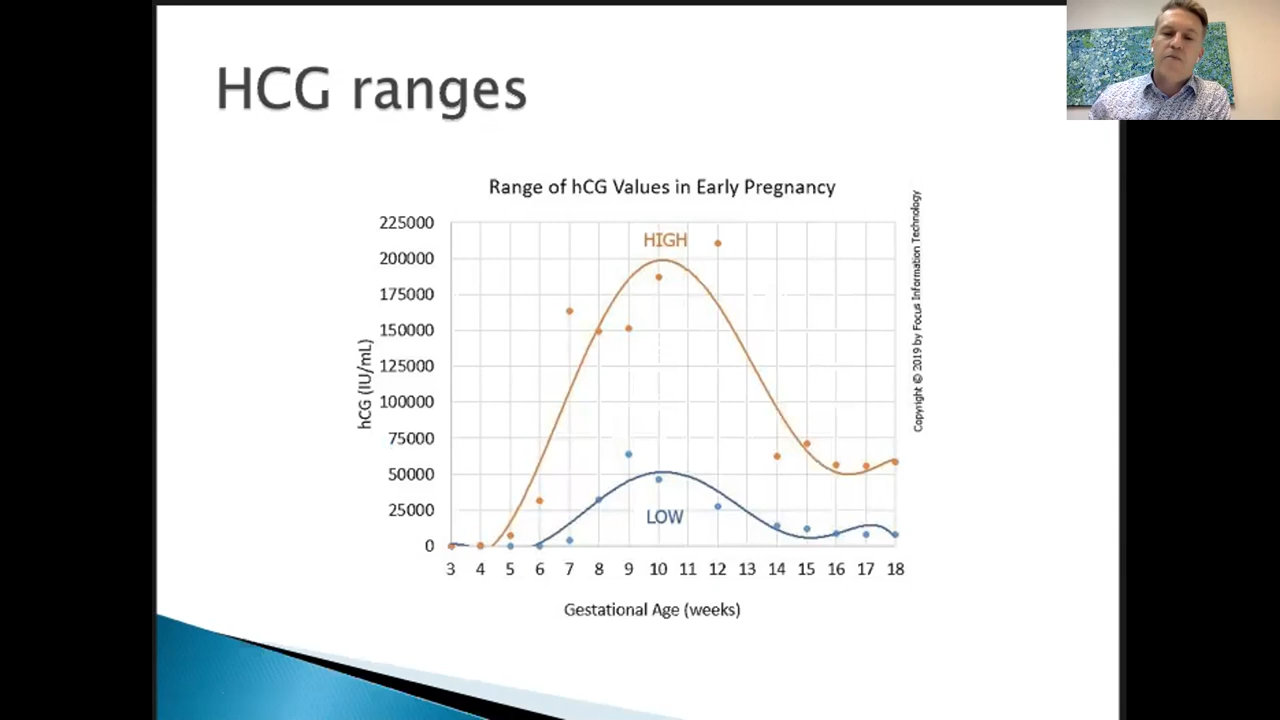 HCG ranges
Range of hCG Values in Early Pregnancy
225000
200000
175000
150000
125000
100000
75000
50000
25000
0
hCG (IU/mL)
HIGH
LOW
3 4 5 6 7 8 9 10 11 12 13 14 15 16 17 18
Gestational Age (weeks)
Copyright © 2019 by Focus Information Technology